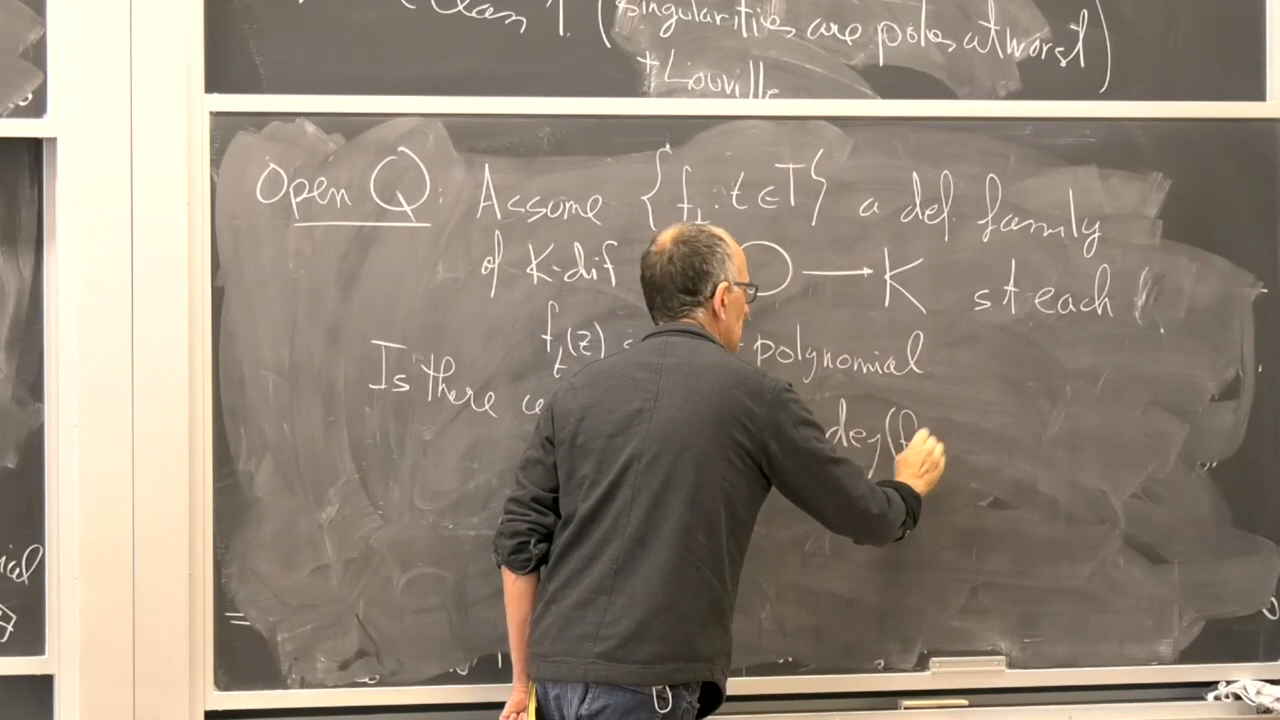 (singularities are poles at worst)
+ Liouville
Open Q: Assume {f_t : t ∈ T} a def. family
of K-dif → K st each
f_t(z) polynomial
Is there deg(f